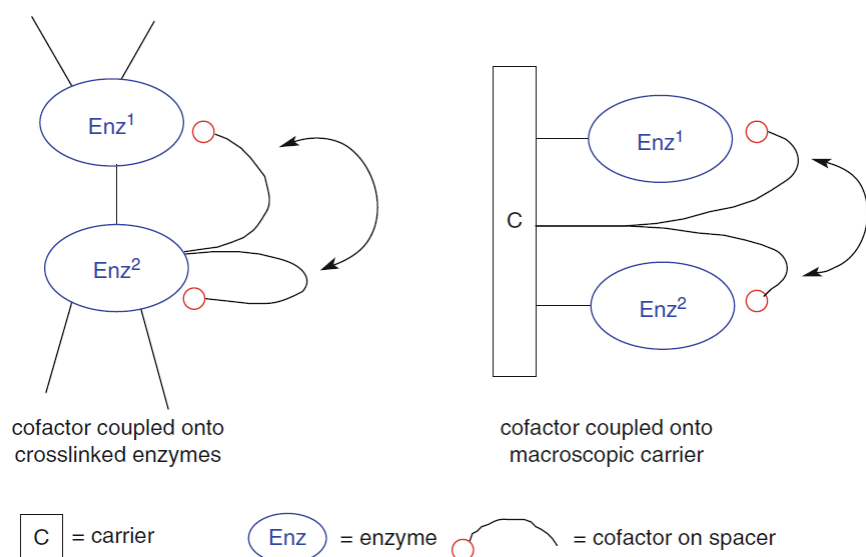 Enz¹
Enz²
cofactor coupled onto
crosslinked enzymes
C
Enz¹
Enz²
cofactor coupled onto
macroscopic carrier
C = carrier
Enz = enzyme
= cofactor on spacer